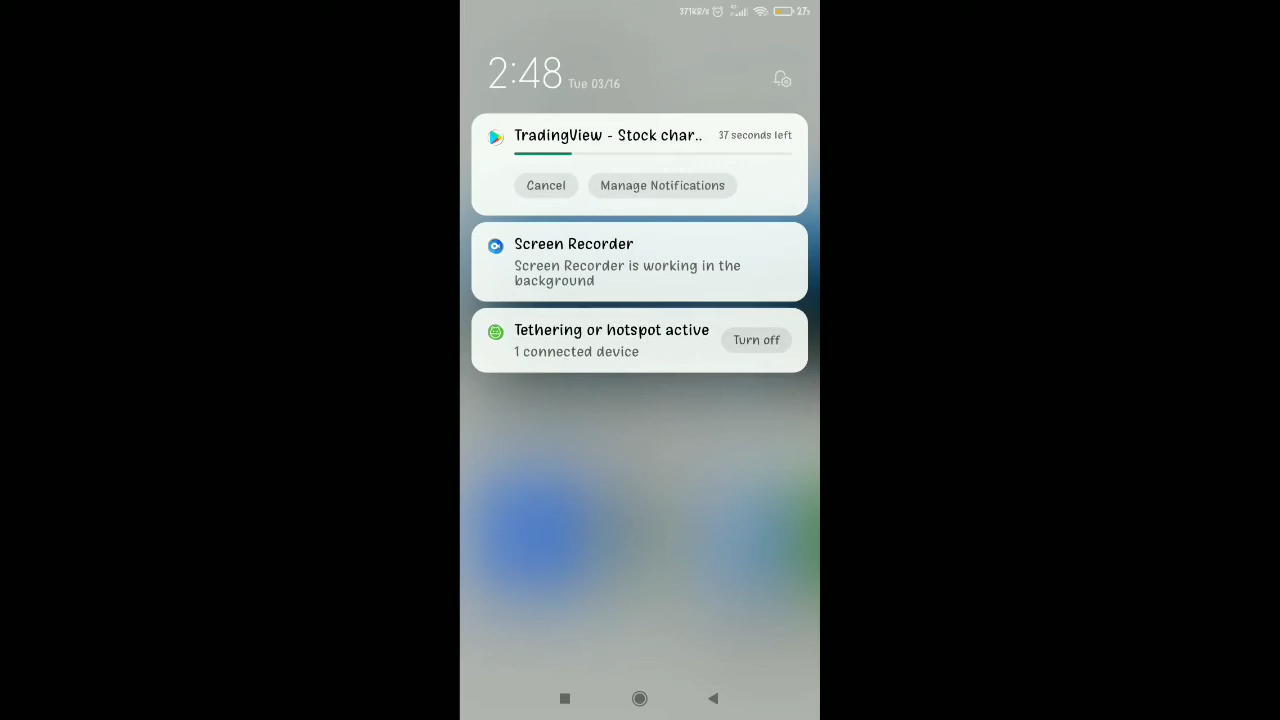 371KB/s 27%
2:48 Tue 03/16
TradingView - Stock char.. 37 seconds left
Cancel Manage Notifications
Screen Recorder
Screen Recorder is working in the
background
Tethering or hotspot active
1 connected device
Turn off